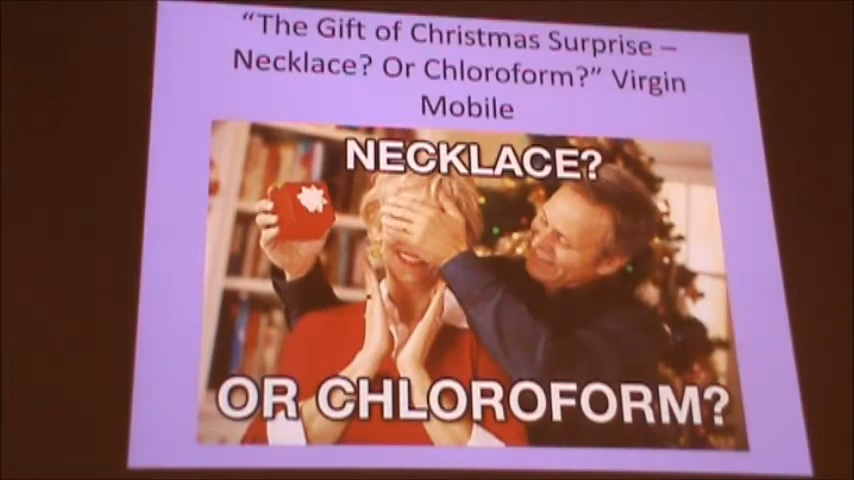 “The Gift of Christmas Surprise –
Necklace? Or Chloroform?” Virgin
Mobile
NECKLACE?
OR CHLOROFORM?